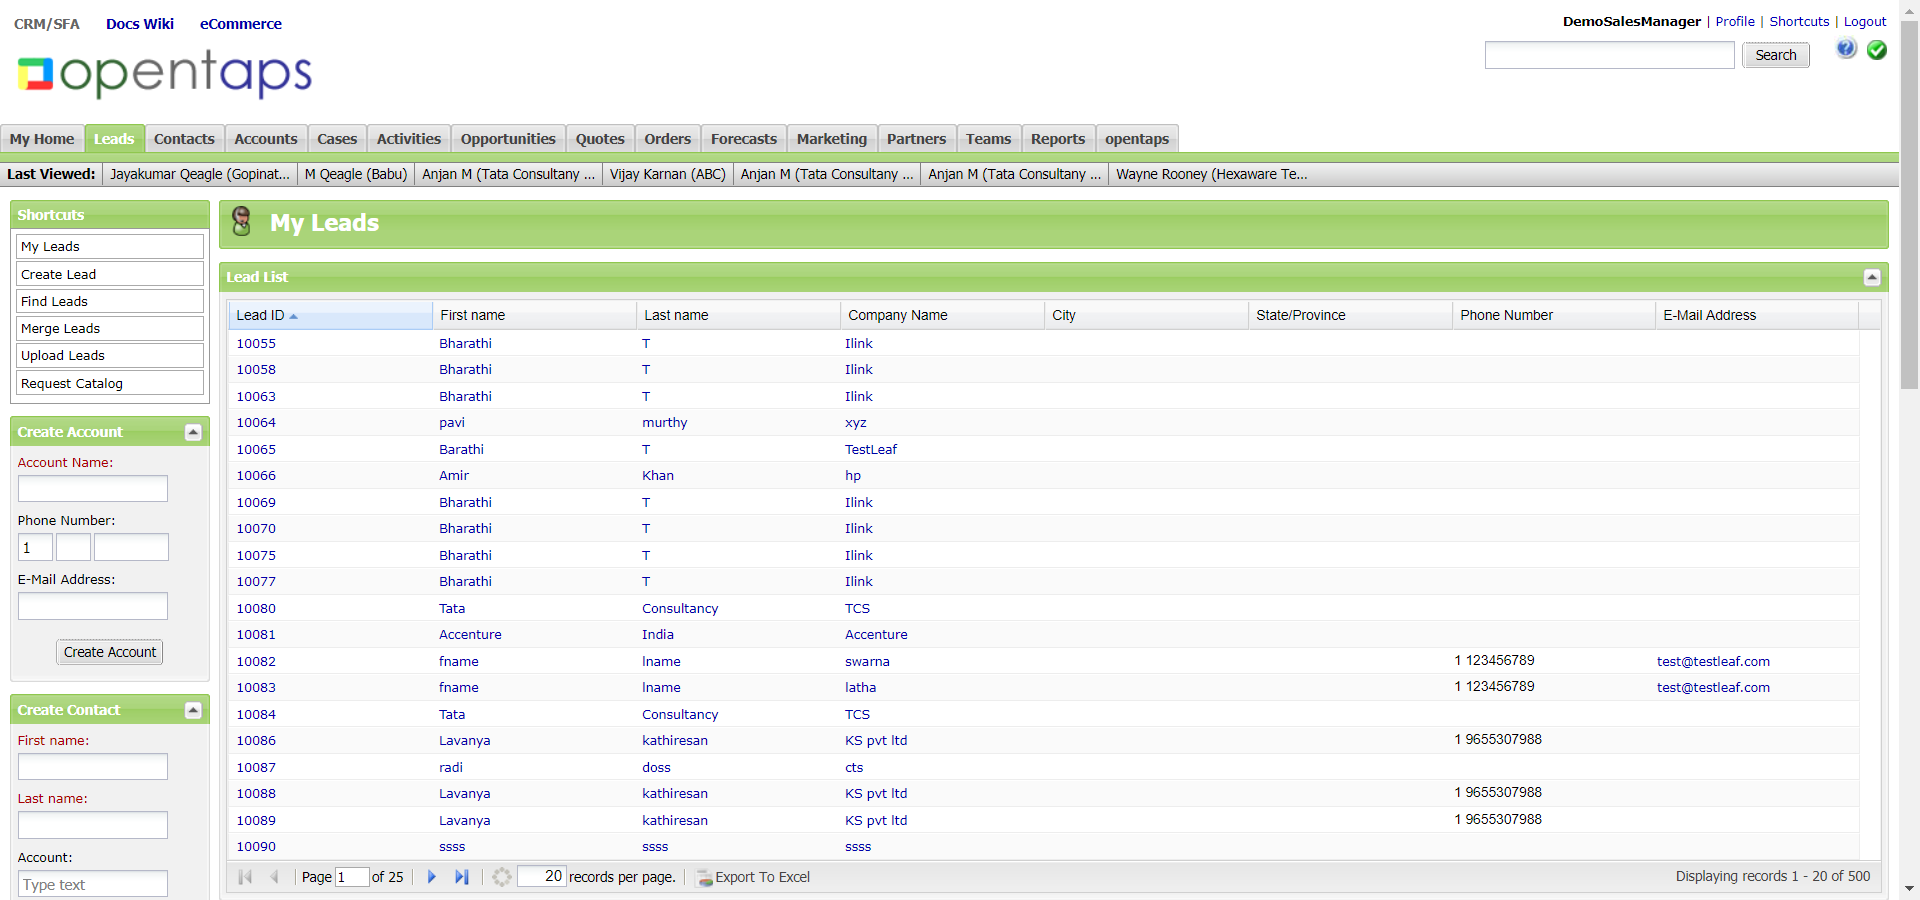 CRM/SFA Docs Wiki eCommerce
DemoSalesManager | Profile | Shortcuts | Logout
Search
opentaps
My Home Leads Contacts Accounts Cases Activities Opportunities Quotes Orders Forecasts Marketing Partners Teams Reports opentaps
Last Viewed: Jayakumar Qeagle (Gopinat... M Qeagle (Babu) Anjan M (Tata Consultany ... Vijay Karnan (ABC) Anjan M (Tata Consultany ... Anjan M (Tata Consultany ... Wayne Rooney (Hexaware Te...
Shortcuts
My Leads
Create Lead
Find Leads
Merge Leads
Upload Leads
Request Catalog
Create Account
Account Name:
Phone Number:
1
E-Mail Address:
Create Account
Create Contact
First name:
Last name:
Account:
Type text
My Leads
Lead List
Lead ID First name Last name Company Name City State/Province Phone Number E-Mail Address
10055 Bharathi T Ilink
10058 Bharathi T Ilink
10063 Bharathi T Ilink
10064 pavi murthy xyz
10065 Barathi T TestLeaf
10066 Amir Khan hp
10069 Bharathi T Ilink
10070 Bharathi T Ilink
10075 Bharathi T Ilink
10077 Bharathi T Ilink
10080 Tata Consultancy TCS
10081 Accenture India Accenture
10082 fname lname swarna 1 123456789 test@testleaf.com
10083 fname lname latha 1 123456789 test@testleaf.com
10084 Tata Consultancy TCS
10086 Lavanya kathiresan KS pvt ltd 1 9655307988
10087 radi doss cts
10088 Lavanya kathiresan KS pvt ltd 1 9655307988
10089 Lavanya kathiresan KS pvt ltd 1 9655307988
10090 ssss ssss ssss
Page 1 of 25 20 records per page. Export To Excel Displaying records 1 - 20 of 500